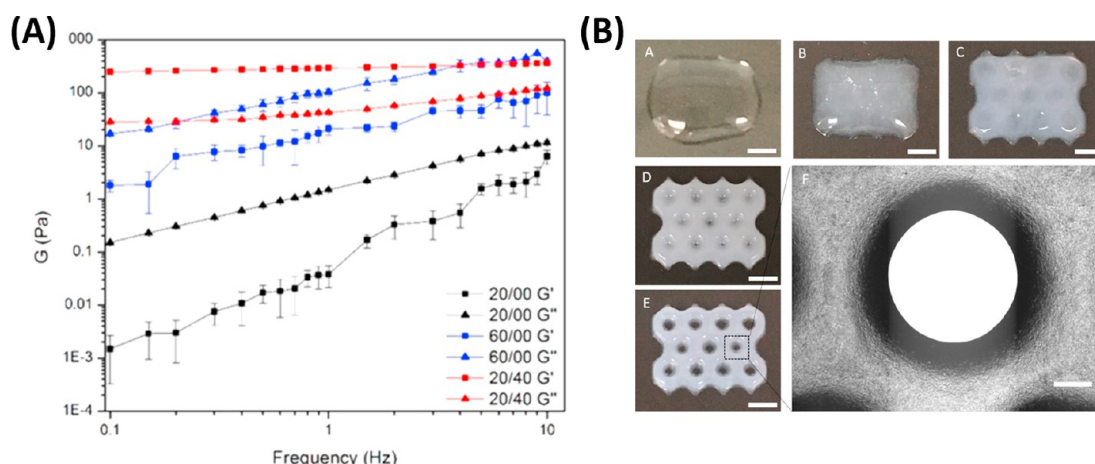 (A)
000
100
10
1
0.1
0.01
1E-3
1E-4
G (Pa)
20/00 G'
20/00 G"
60/00 G'
60/00 G"
20/40 G'
20/40 G"
0.1 1 10
Frequency (Hz)
(B)
A
B
C
D
E
F